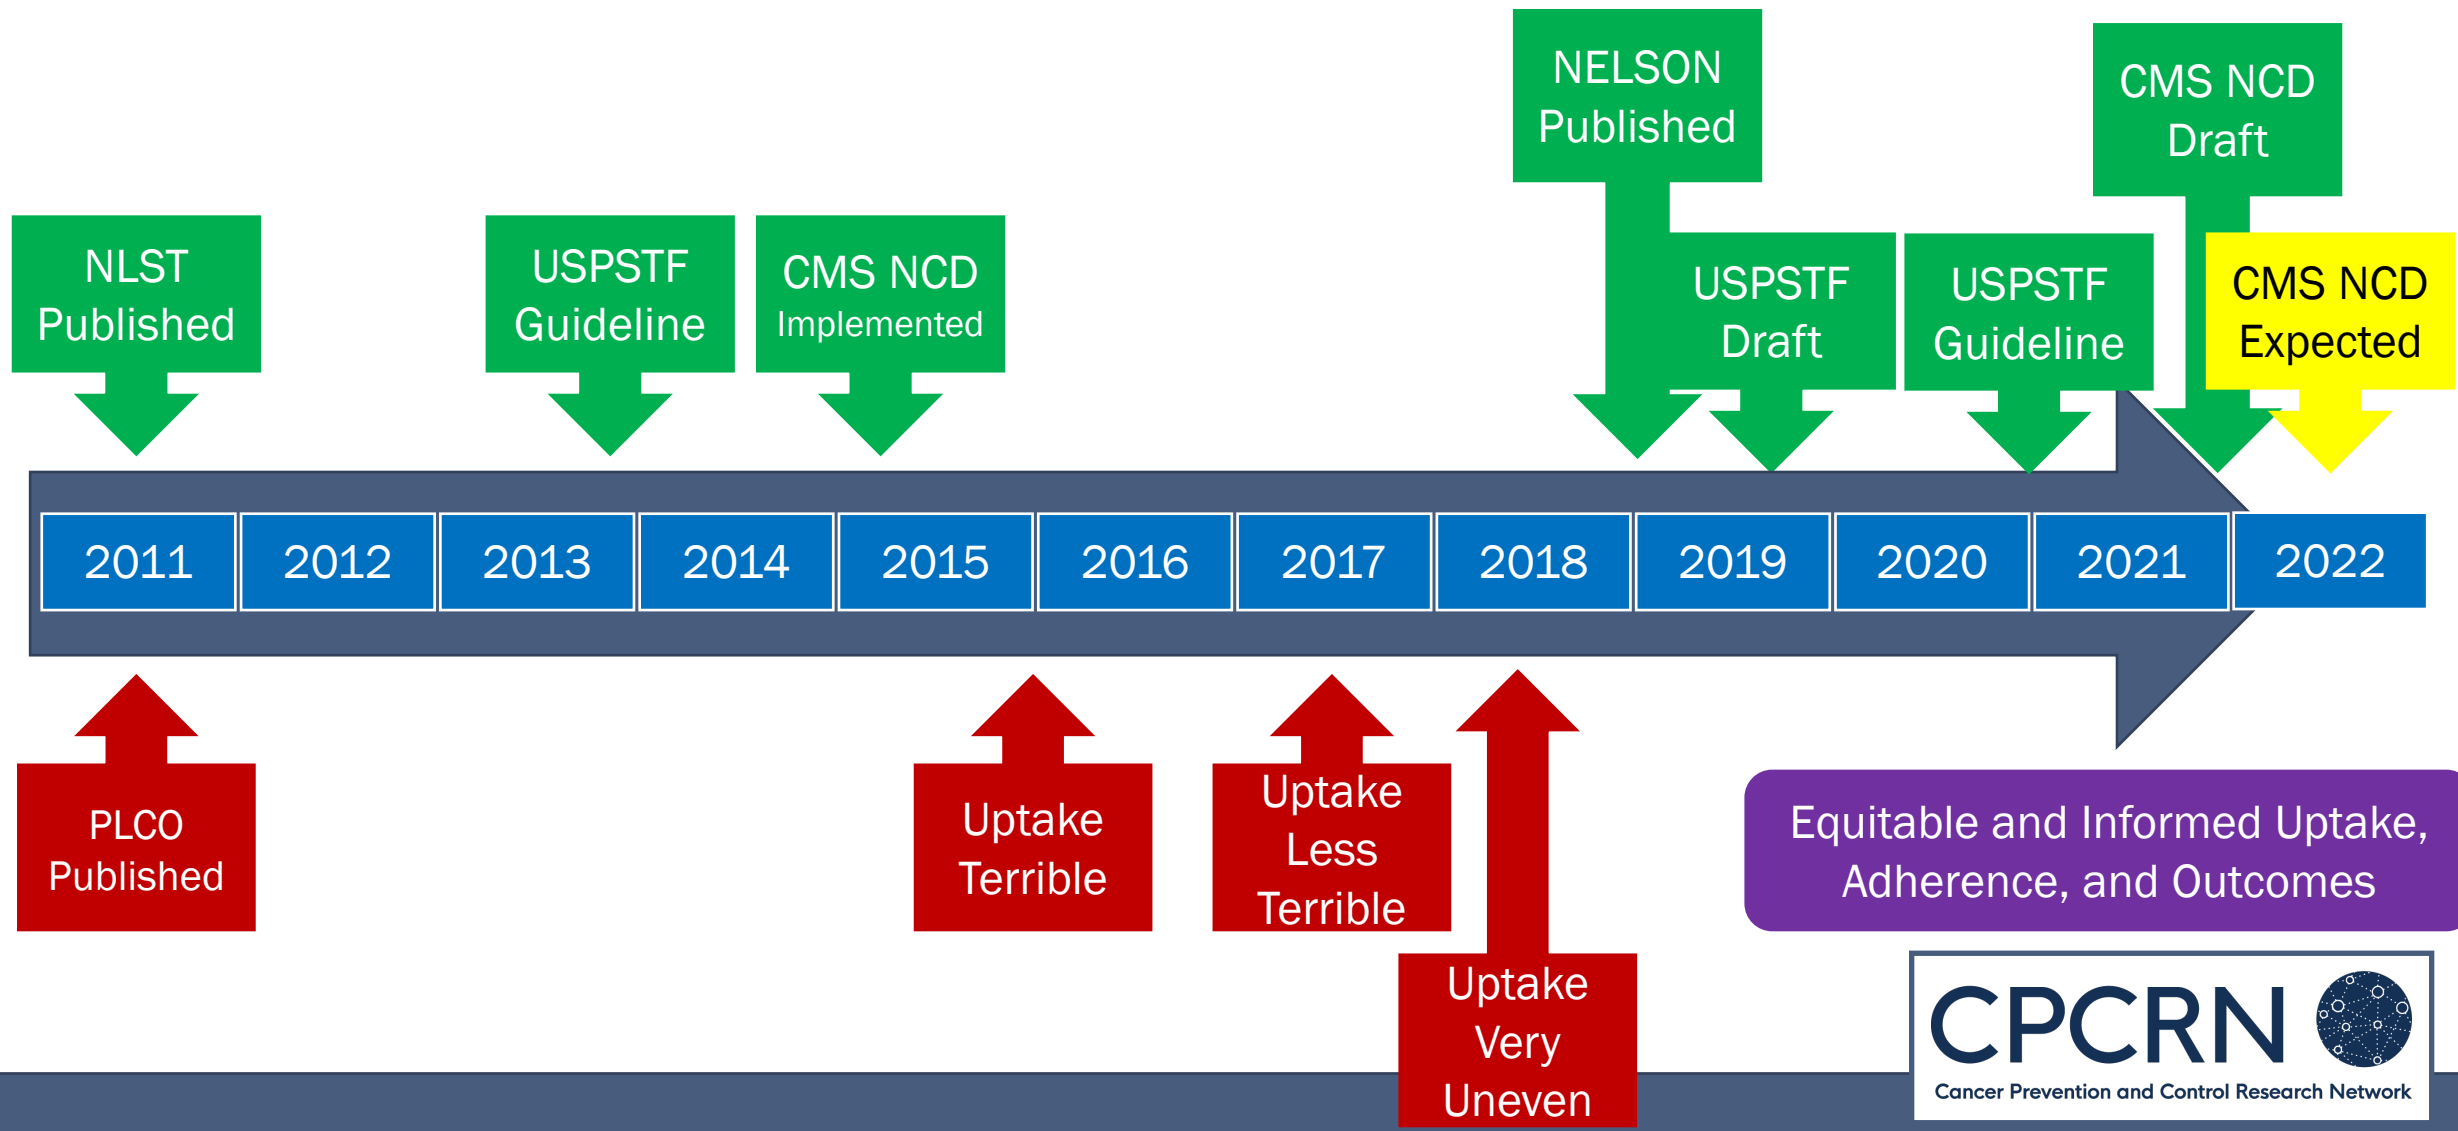 NELSON
Published
CMS NCD
Draft
NLST
Published
USPSTF
Guideline
CMS NCD
Implemented
USPSTF
Draft
USPSTF
Guideline
CMS NCD
Expected
2011
2012
2013
2014
2015
2016
2017
2018
2019
2020
2021
2022
PLCO
Published
Uptake
Terrible
Uptake
Less
Terrible
Uptake
Very
Uneven
Equitable and Informed Uptake,
Adherence, and Outcomes
CPCRN
Cancer Prevention and Control Research Network